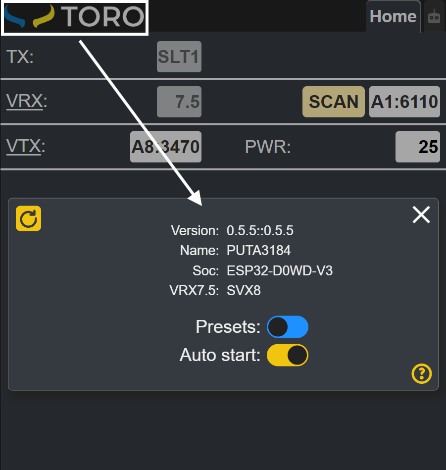 TORO Home
TX: SLT1
VRX: 7.5 SCAN A1:6110
VTX: A8:3470 PWR: 25
Version: 0.5.5::0.5.5
Name: PUTA3184
Soc: ESP32-D0WD-V3
VRX7.5: SVX8
Presets:
Auto start:
?